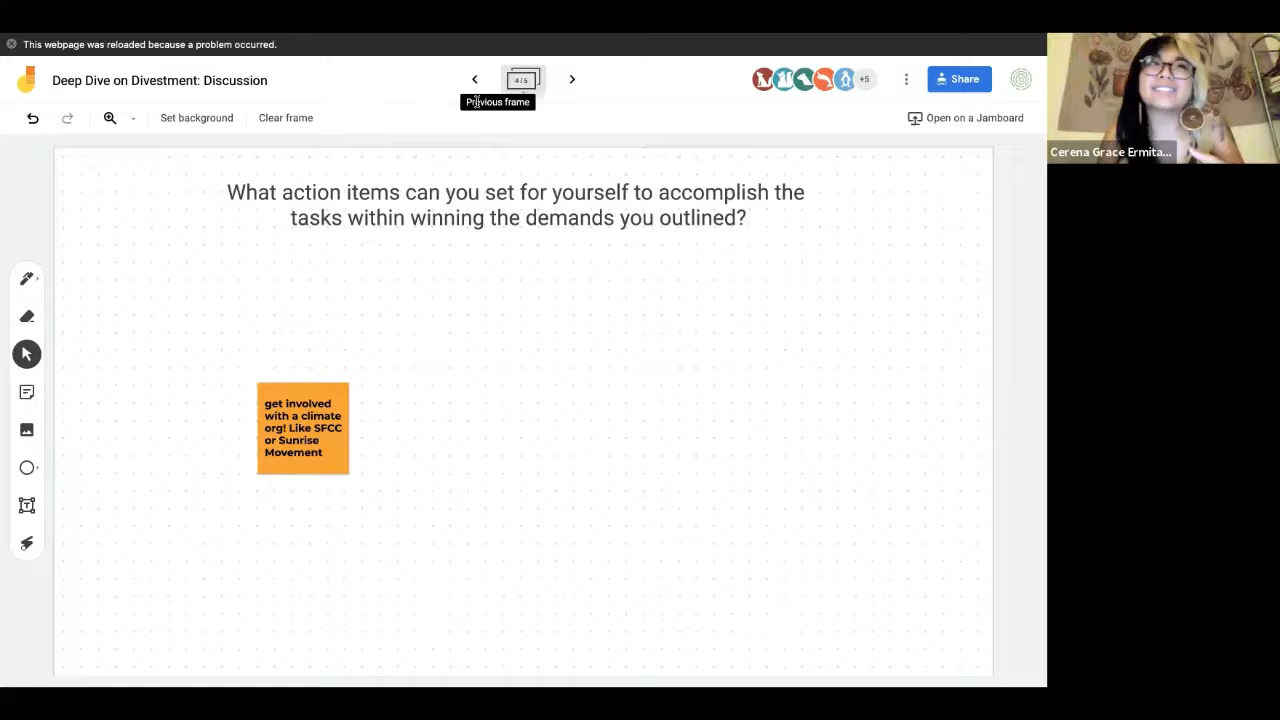 This webpage was reloaded because a problem occurred.
Deep Dive on Divestment: Discussion
4 / 5
+5
Share
Previous frame
Set background
Clear frame
Open on a Jamboard
Cerena Grace Ermita...
What action items can you set for yourself to accomplish the
tasks within winning the demands you outlined?
get involved
with a climate
org! Like SFCC
or Sunrise
Movement